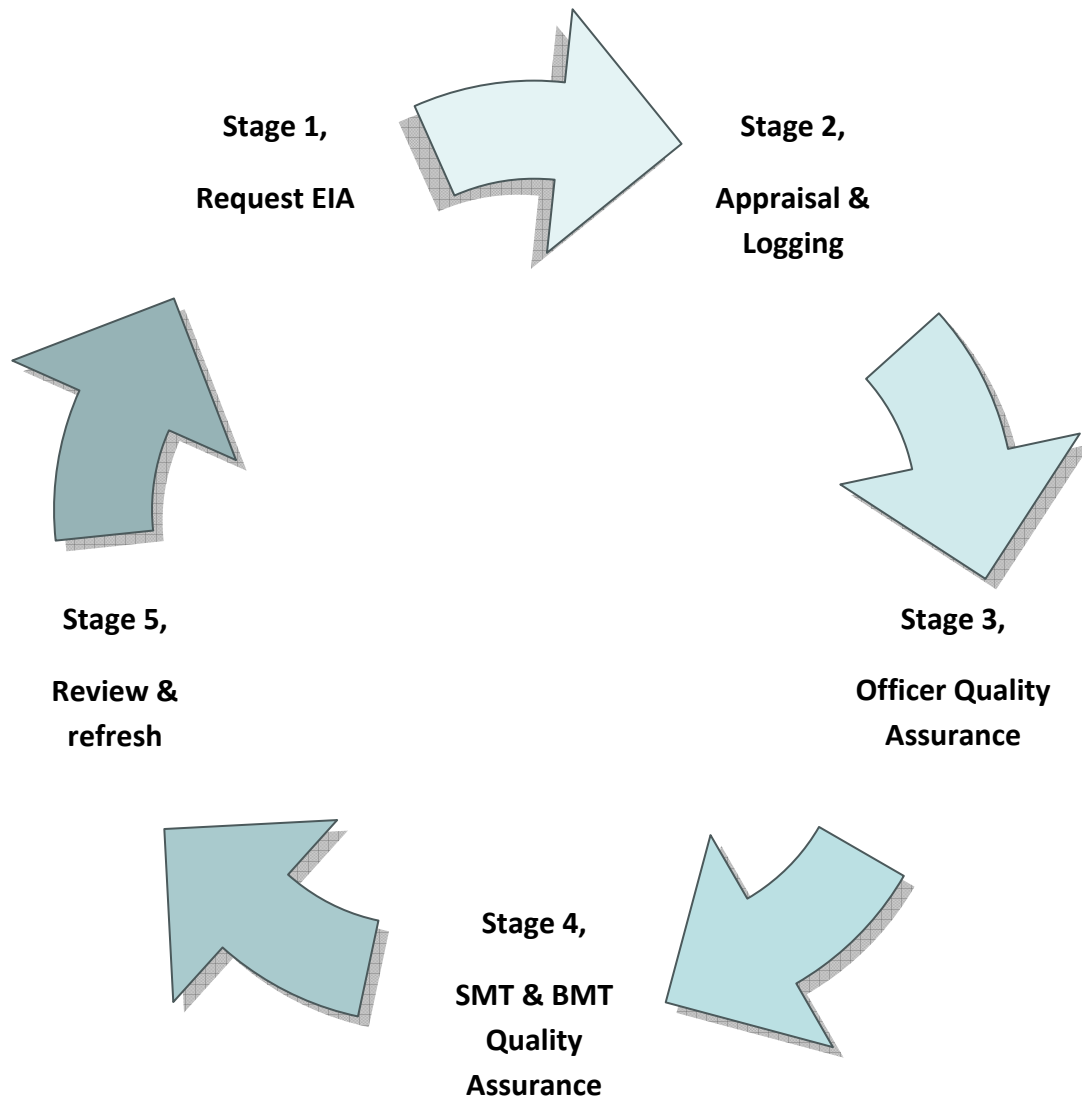 Stage 1,
Request EIA
Stage 2,
Appraisal &
Logging
Stage 3,
Officer Quality
Assurance
Stage 4,
SMT & BMT
Quality
Assurance
Stage 5,
Review &
refresh